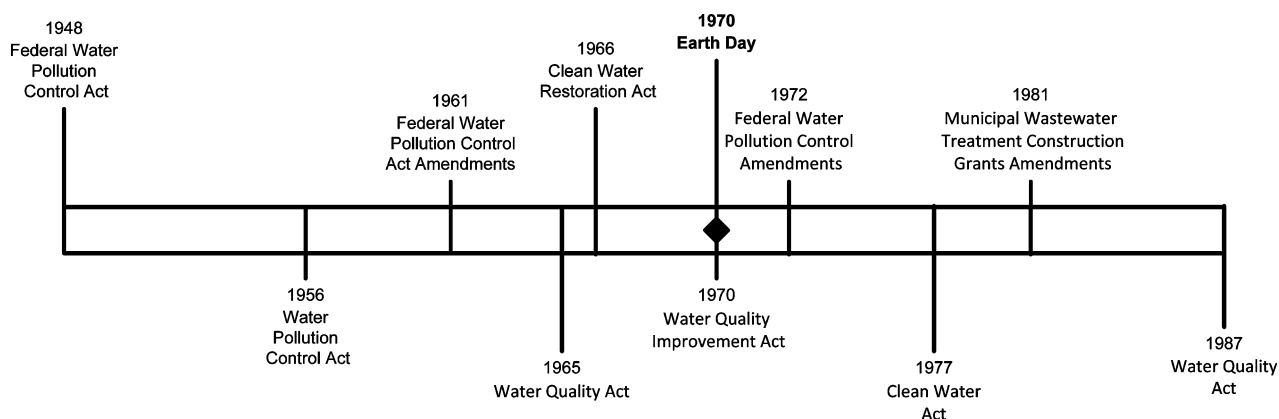 1948
Federal Water
Pollution
Control Act
1956
Water
Pollution
Control Act
1961
Federal Water
Pollution Control
Act Amendments
1965
Water Quality Act
1966
Clean Water
Restoration Act
1970
Earth Day
1970
Water Quality
Improvement Act
1972
Federal Water
Pollution Control
Amendments
1977
Clean Water
Act
1981
Municipal Wastewater
Treatment Construction
Grants Amendments
1987
Water Quality
Act